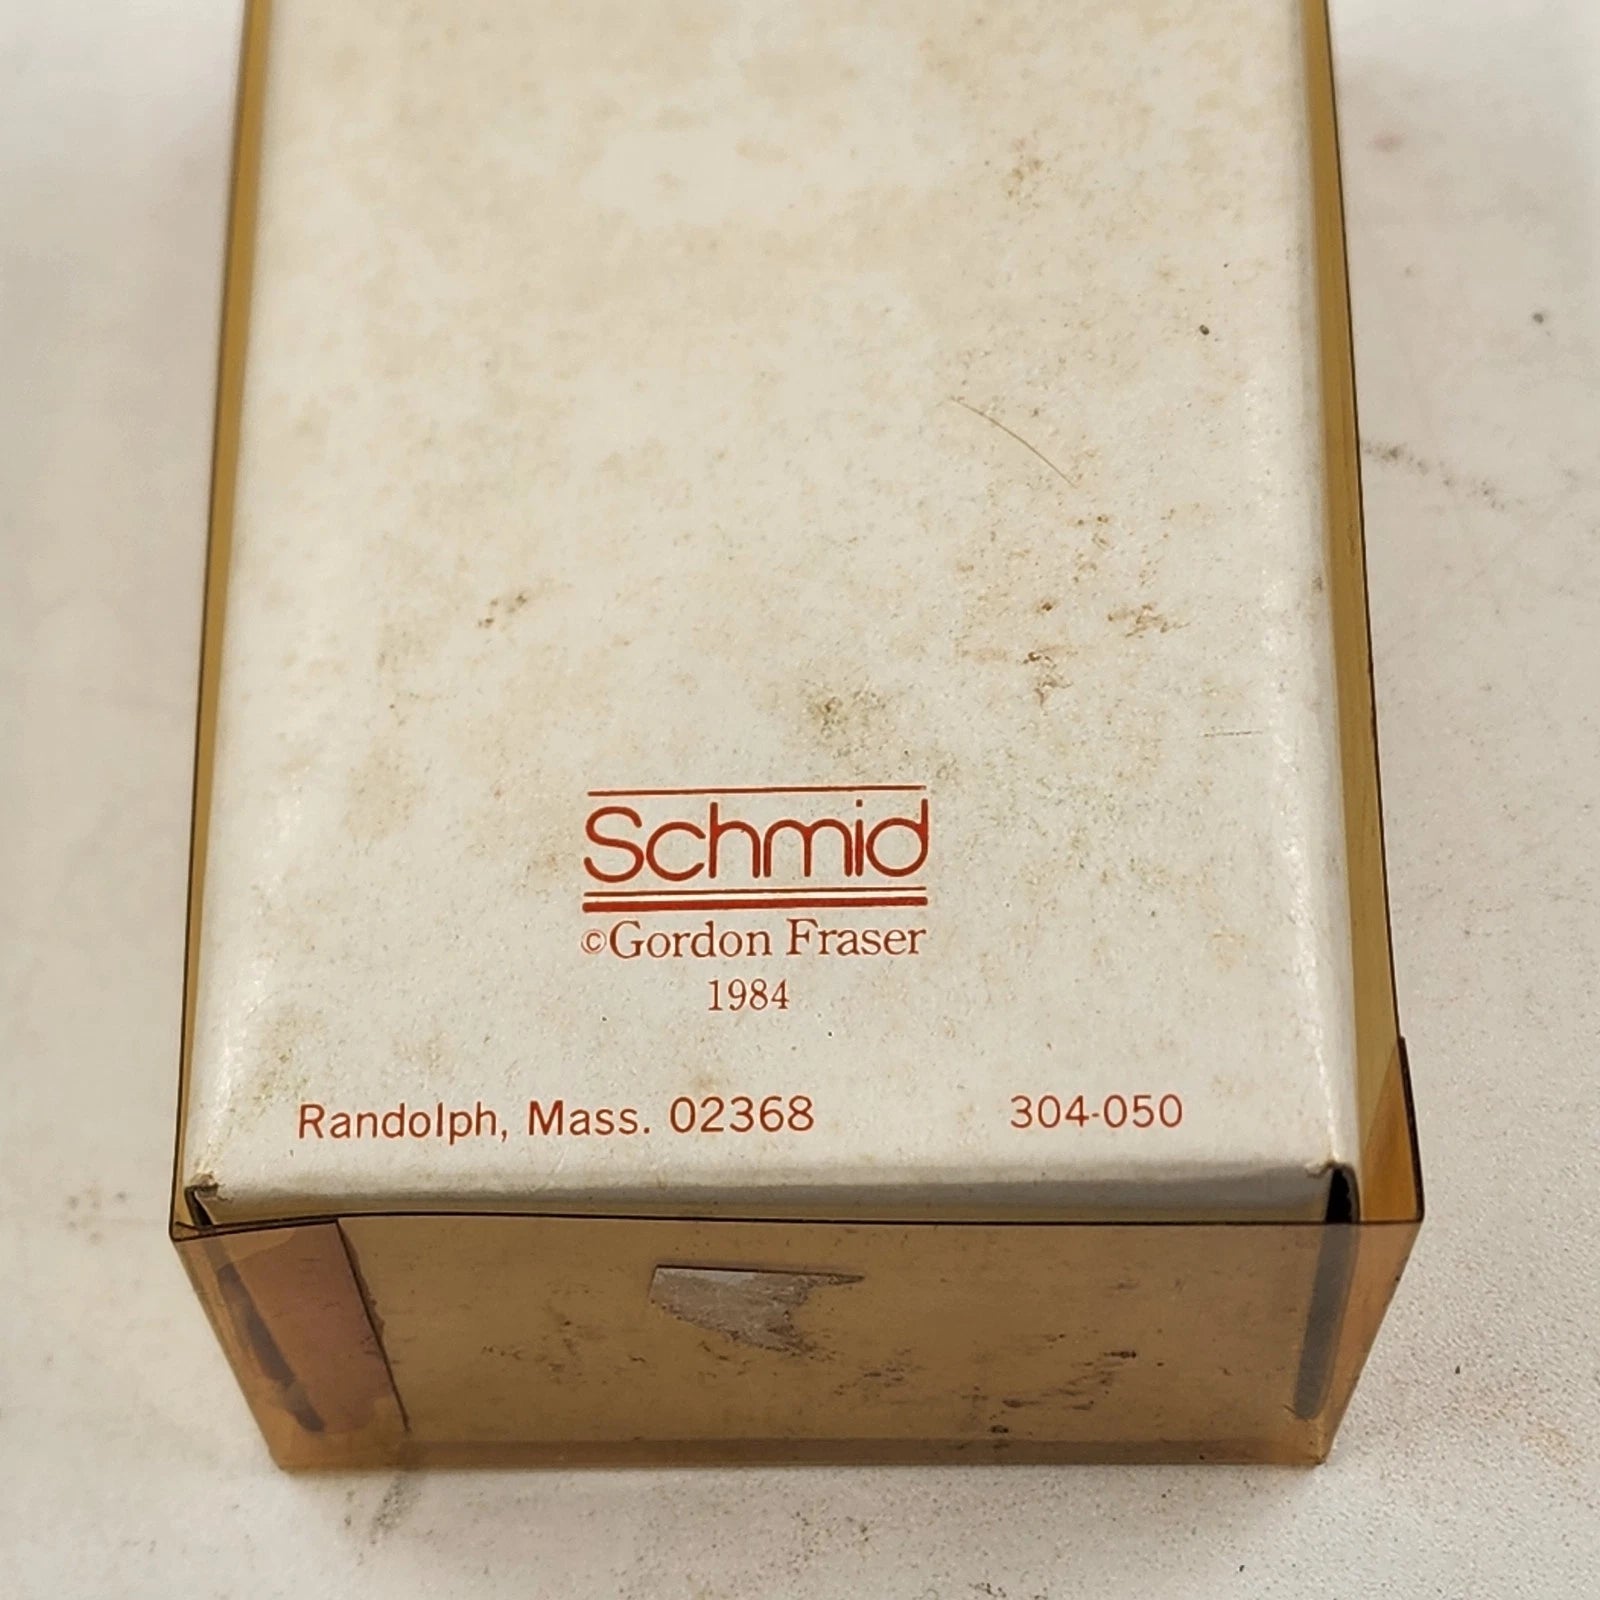 Schmid
©Gordon Fraser
1984
Randolph, Mass. 02368 304-050